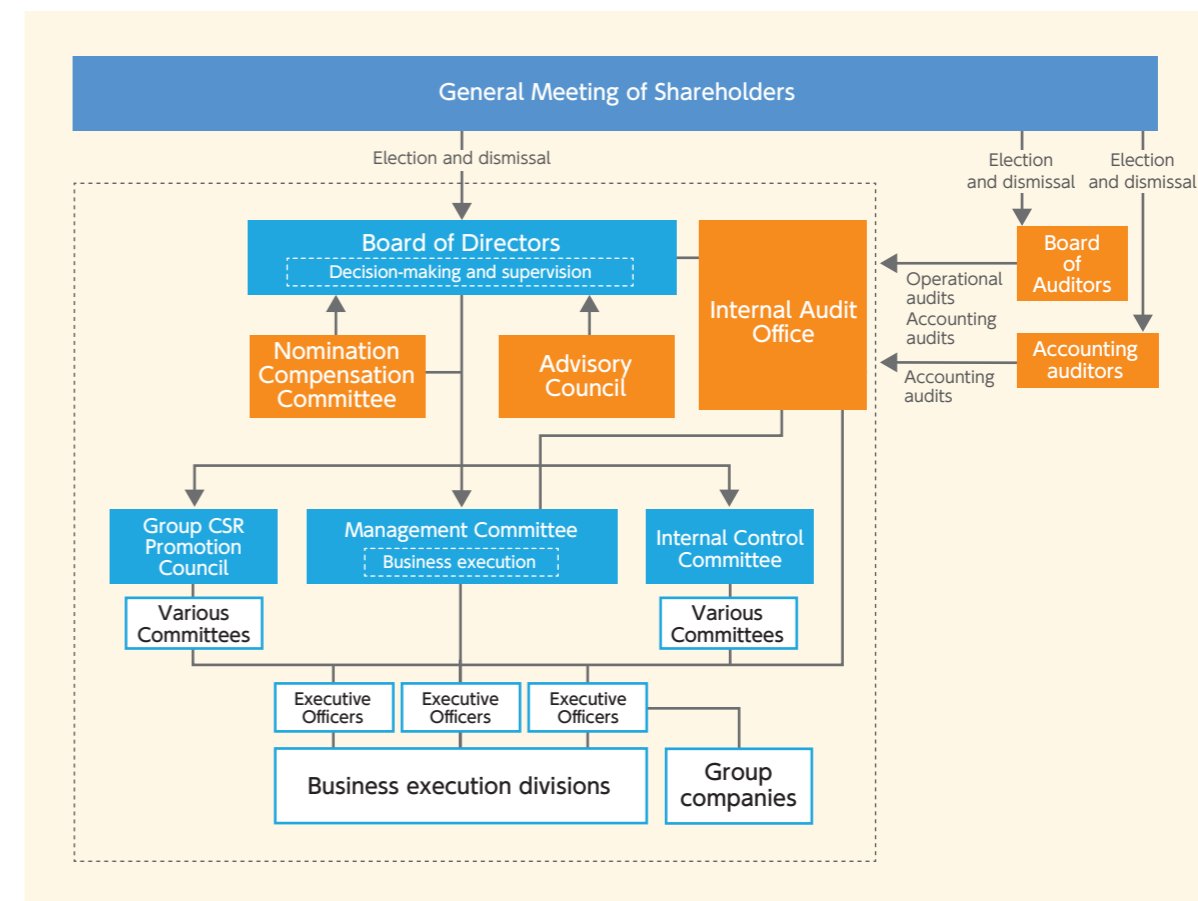 General Meeting of Shareholders
Election and dismissal
Election
and dismissal
Election
and dismissal
Board of Directors
Decision-making and supervision
Internal Audit
Office
Board
of
Auditors
Operational
audits
Accounting
audits
Nomination
Compensation
Committee
Advisory
Council
Accounting
auditors
Accounting
audits
Group CSR
Promotion
Council
Management Committee
Business execution
Internal Control
Committee
Various
Committees
Various
Committees
Executive
Officers
Executive
Officers
Executive
Officers
Business execution divisions
Group
companies